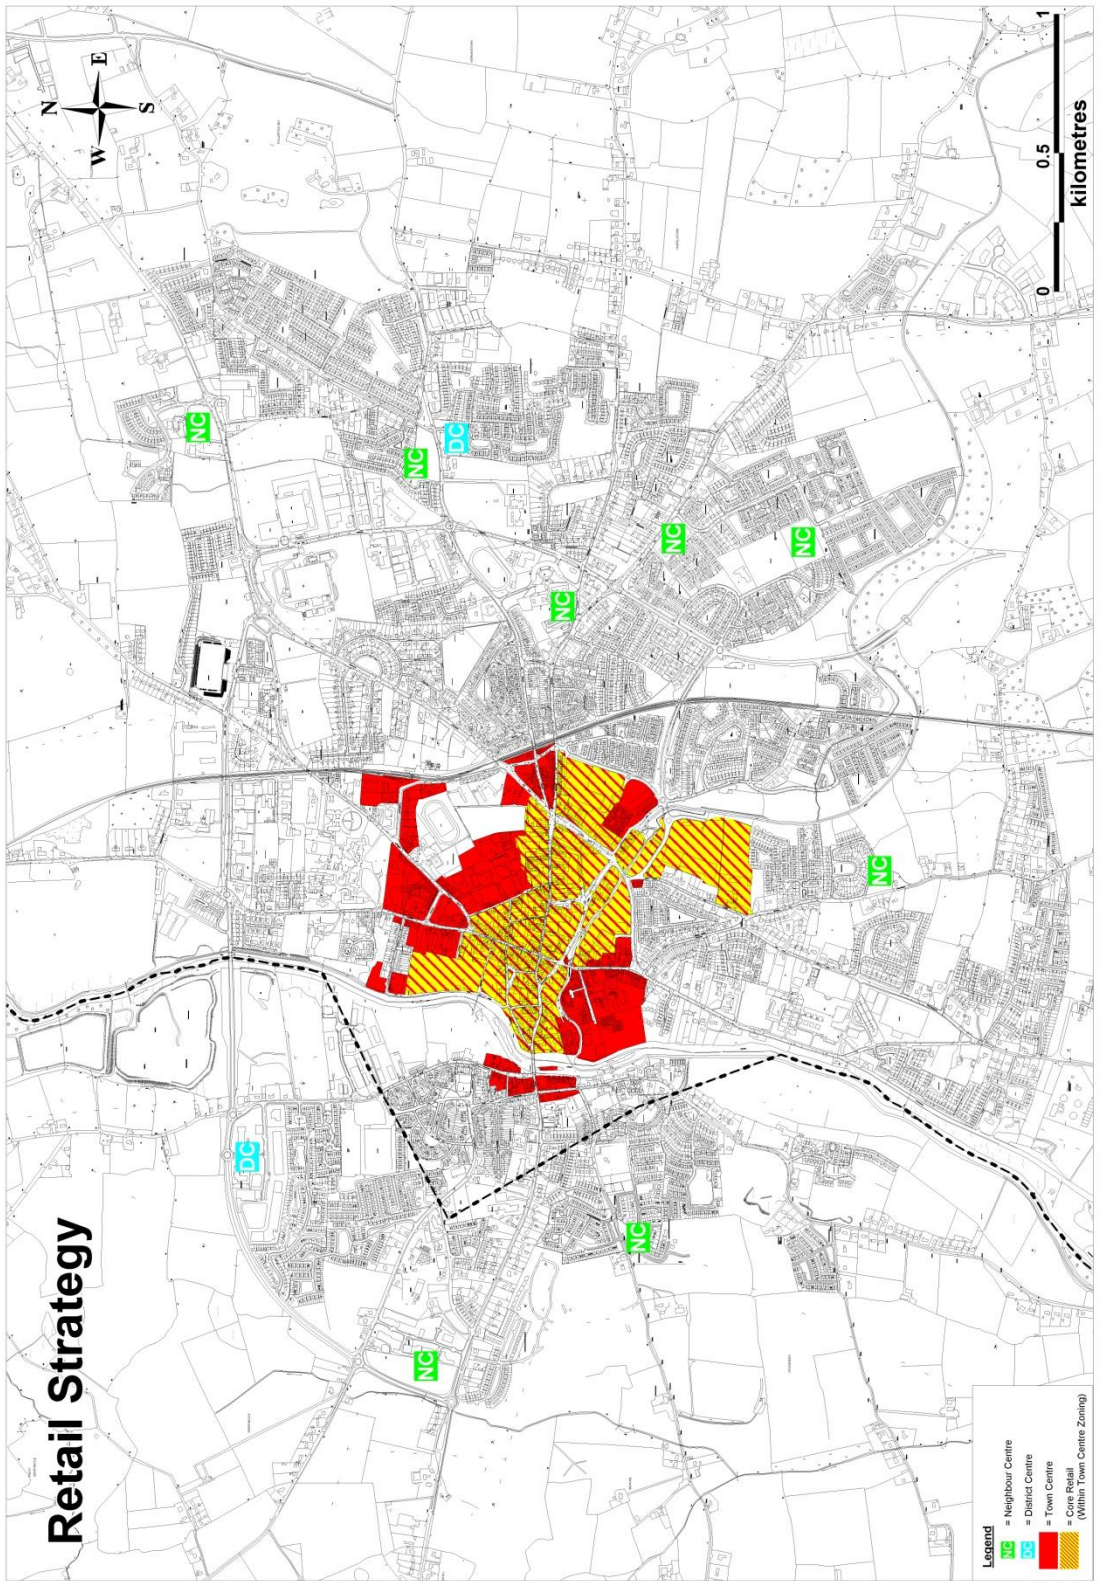 Retail Strategy
N
W
E
S
NC
NC
DC
NC
NC
NC
NC
DC
NC
NC
0
0.5
1
kilometres
Legend
NC = Neighbour Centre
DC = District Centre
= Town Centre
= Core Retail
(Within Town Centre Zoning)